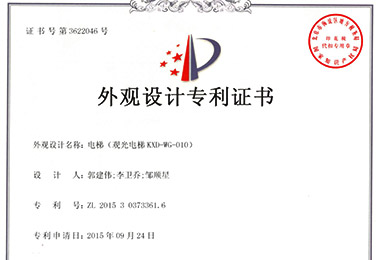 证书号第3622046号
外观设计专利证书
外观设计名称：电梯（观光电梯KXD-WG-010）
设 计 人：郭建伟;李卫乔;邹顺星
专 利 号：ZL 2015 3 0373361.6
专利申请日：2015年09月24日